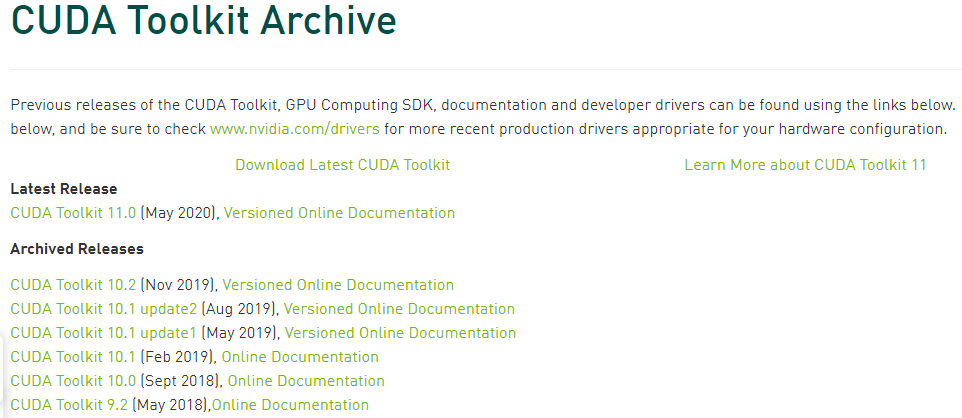 CUDA Toolkit Archive
Previous releases of the CUDA Toolkit, GPU Computing SDK, documentation and developer drivers can be found using the links below.
below, and be sure to check www.nvidia.com/drivers for more recent production drivers appropriate for your hardware configuration.
Download Latest CUDA Toolkit Learn More about CUDA Toolkit 11
Latest Release
CUDA Toolkit 11.0 (May 2020), Versioned Online Documentation
Archived Releases
CUDA Toolkit 10.2 (Nov 2019), Versioned Online Documentation
CUDA Toolkit 10.1 update2 (Aug 2019), Versioned Online Documentation
CUDA Toolkit 10.1 update1 (May 2019), Versioned Online Documentation
CUDA Toolkit 10.1 (Feb 2019), Online Documentation
CUDA Toolkit 10.0 (Sept 2018), Online Documentation
CUDA Toolkit 9.2 (May 2018),Online Documentation